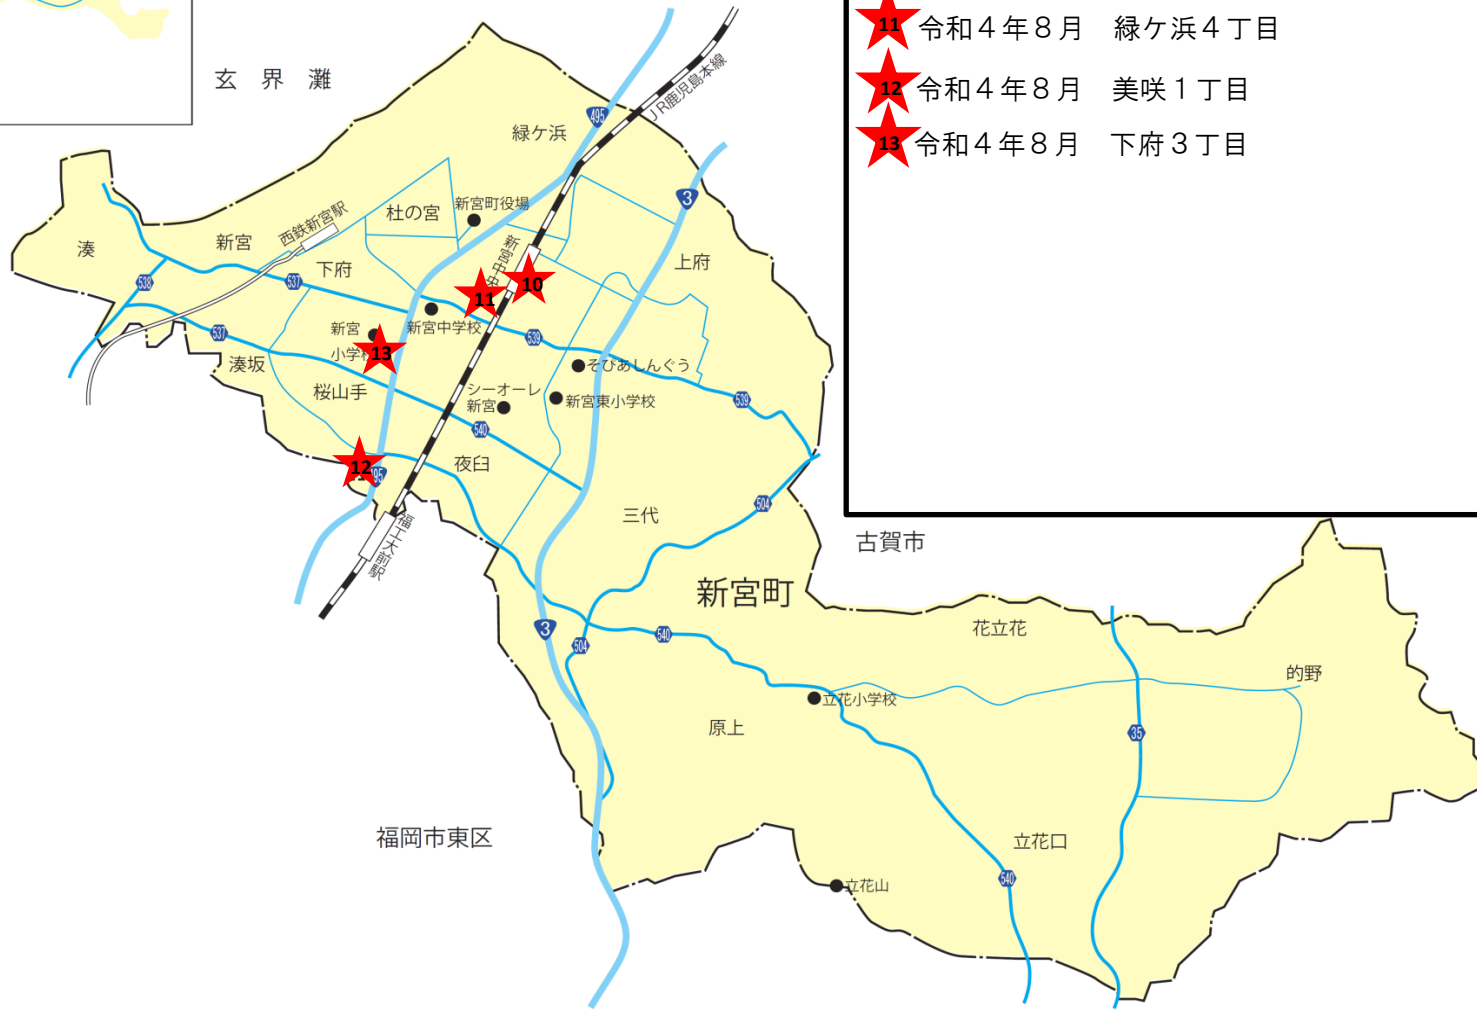 11 令和４年８月　緑ケ浜４丁目
12 令和４年８月　美咲１丁目
13 令和４年８月　下府３丁目
玄界灘
JR鹿児島本線
495
緑ケ浜
3
杜の宮
新宮町役場
西鉄新宮駅
新宮
湊
下府
新宮中央
上府
538
537
11
10
新宮中学校
新宮
小学
13
537
539
湊坂
そぴあしんぐう
桜山手
シーオーレ
新宮
新宮東小学校
539
540
夜臼
12
95
504
三代
福工大前駅
古賀市
新宮町
3
504
540
花立花
的野
立花小学校
原上
35
福岡市東区
立花口
540
立花山